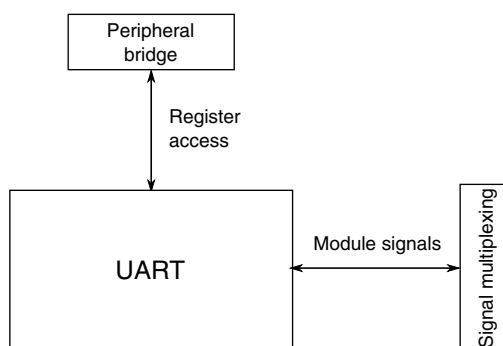 Peripheral
bridge
Register
access
UART
Module signals
Signal multiplexing